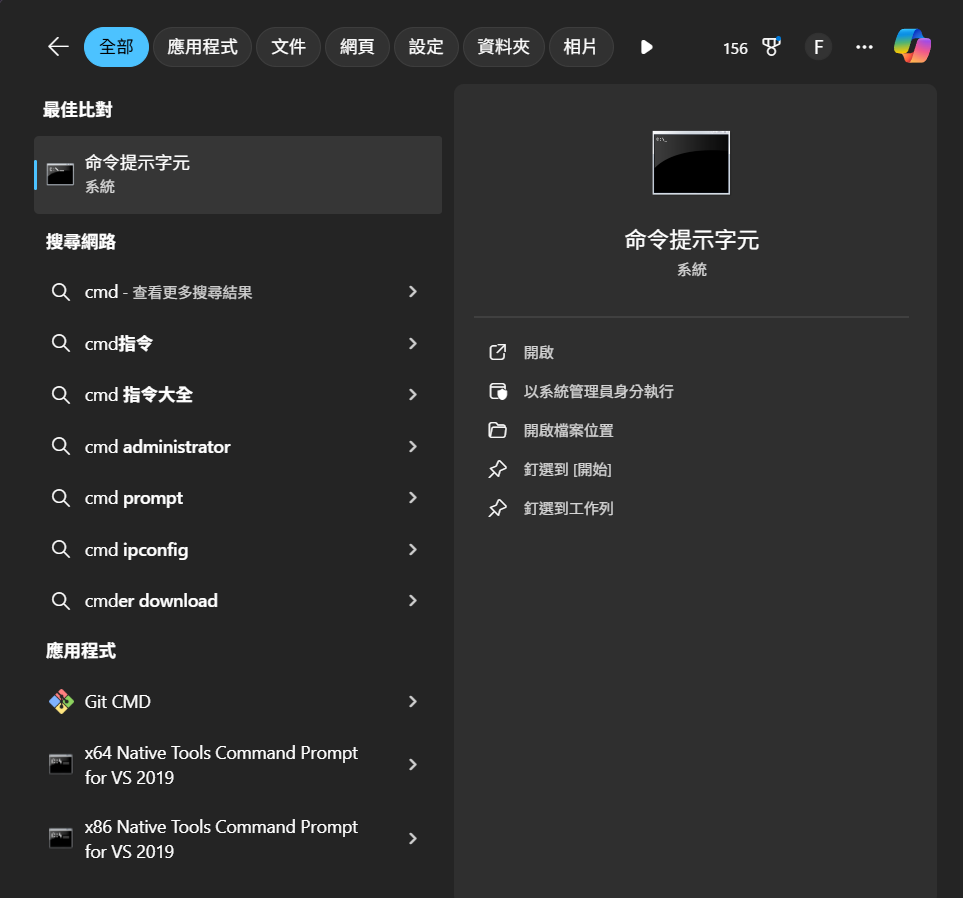 全部 應用程式 文件 網頁 設定 資料夾 相片 156 F
最佳比對
命令提示字元
系統
搜尋網路
cmd - 查看更多搜尋結果
cmd指令
cmd 指令大全
cmd administrator
cmd prompt
cmd ipconfig
cmder download
應用程式
Git CMD
x64 Native Tools Command Prompt
for VS 2019
x86 Native Tools Command Prompt
for VS 2019
命令提示字元
系統
開啟
以系統管理員身分執行
開啟檔案位置
釘選到 [開始]
釘選到工作列